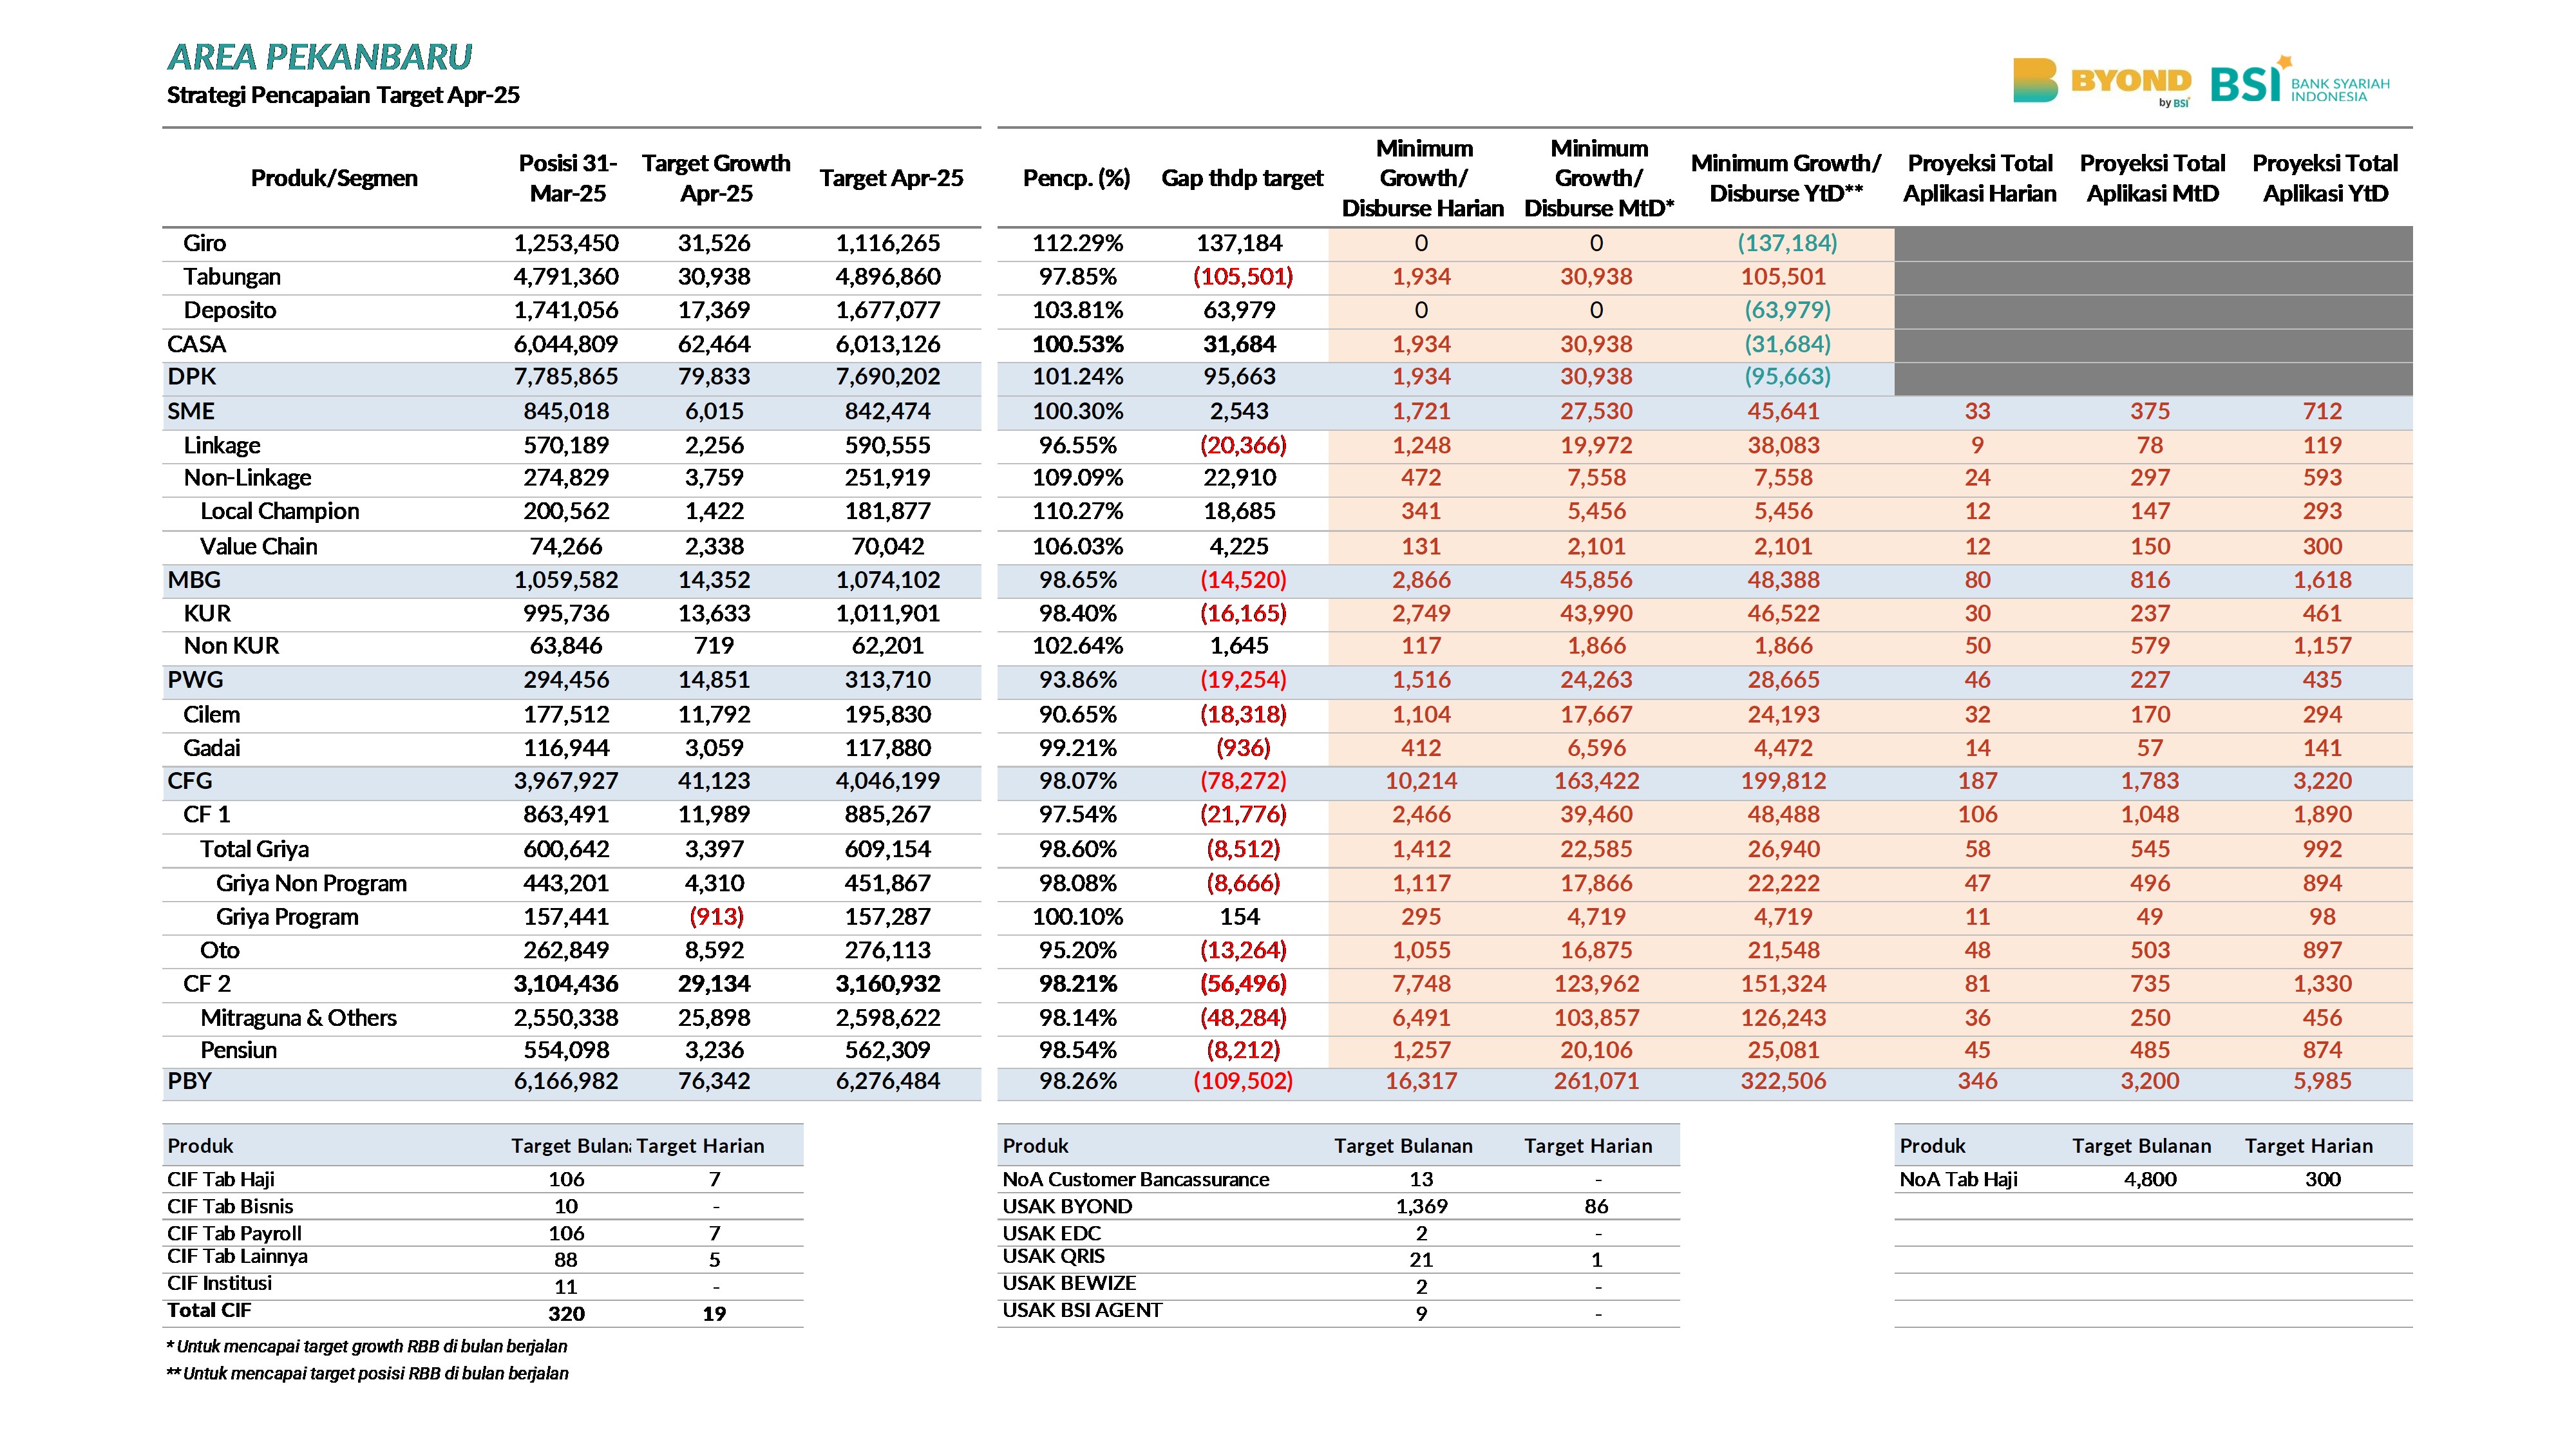 AREA PEKANBARU
Strategi Pencapaian Target Apr-25
BYOND
by BSI
BSI
BANK SYARIAH
INDONESIA
Produk/Segmen Posisi 31-Mar-25 Target Growth Apr-25 Target Apr-25 Pencp. (%) Gap thdp target Minimum Growth/ Disburse Harian Minimum Growth/ Disburse MtD* Minimum Growth/ Disburse YtD** Proyeksi Total Aplikasi Harian Proyeksi Total Aplikasi MtD Proyeksi Total Aplikasi YtD
Giro 1,253,450 31,526 1,116,265 112.29% 137,184 0 0 (137,184)
Tabungan 4,791,360 30,938 4,896,860 97.85% (105,501) 1,934 30,938 105,501
Deposito 1,741,056 17,369 1,677,077 103.81% 63,979 0 0 (63,979)
CASA 6,044,809 62,464 6,013,126 100.53% 31,684 1,934 30,938 (31,684)
DPK 7,785,865 79,833 7,690,202 101.24% 95,663 1,934 30,938 (95,663)
SME 845,018 6,015 842,474 100.30% 2,543 1,721 27,530 45,641 33 375 712
Linkage 570,189 2,256 590,555 96.55% (20,366) 1,248 19,972 38,083 9 78 119
Non-Linkage 274,829 3,759 251,919 109.09% 22,910 472 7,558 7,558 24 297 593
Local Champion 200,562 1,422 181,877 110.27% 18,685 341 5,456 5,456 12 147 293
Value Chain 74,266 2,338 70,042 106.03% 4,225 131 2,101 2,101 12 150 300
MBG 1,059,582 14,352 1,074,102 98.65% (14,520) 2,866 45,856 48,388 80 816 1,618
KUR 995,736 13,633 1,011,901 98.40% (16,165) 2,749 43,990 46,522 30 237 461
Non KUR 63,846 719 62,201 102.64% 1,645 117 1,866 1,866 50 579 1,157
PWG 294,456 14,851 313,710 93.86% (19,254) 1,516 24,263 28,665 46 227 435
Cilem 177,512 11,792 195,830 90.65% (18,318) 1,104 17,667 24,193 32 170 294
Gadai 116,944 3,059 117,880 99.21% (936) 412 6,596 4,472 14 57 141
CFG 3,967,927 41,123 4,046,199 98.07% (78,272) 10,214 163,422 199,812 187 1,783 3,220
CF 1 863,491 11,989 885,267 97.54% (21,776) 2,466 39,460 48,488 106 1,048 1,890
Total Griya 600,642 3,397 609,154 98.60% (8,512) 1,412 22,585 26,940 58 545 992
Griya Non Program 443,201 4,310 451,867 98.08% (8,666) 1,117 17,866 22,222 47 496 894
Griya Program 157,441 (913) 157,287 100.10% 154 295 4,719 4,719 11 49 98
Oto 262,849 8,592 276,113 95.20% (13,264) 1,055 16,875 21,548 48 503 897
CF 2 3,104,436 29,134 3,160,932 98.21% (56,496) 7,748 123,962 151,324 81 735 1,330
Mitraguna & Others 2,550,338 25,898 2,598,622 98.14% (48,284) 6,491 103,857 126,243 36 250 456
Pensiun 554,098 3,236 562,309 98.54% (8,212) 1,257 20,106 25,081 45 485 874
PBY 6,166,982 76,342 6,276,484 98.26% (109,502) 16,317 261,071 322,506 346 3,200 5,985
Produk Target Bulan Target Harian
CIF Tab Haji 106 7
CIF Tab Bisnis 10 -
CIF Tab Payroll 106 7
CIF Tab Lainnya 88 5
CIF Institusi 11 -
Total CIF 320 19
Produk Target Bulanan Target Harian
NoA Customer Bancassurance 13 -
USAK BYOND 1,369 86
USAK EDC 2 -
USAK QRIS 21 1
USAK BEWIZE 2 -
USAK BSI AGENT 9 -
Produk Target Bulanan Target Harian
NoA Tab Haji 4,800 300
* Untuk mencapai target growth RBB di bulan berjalan
** Untuk mencapai target posisi RBB di bulan berjalan